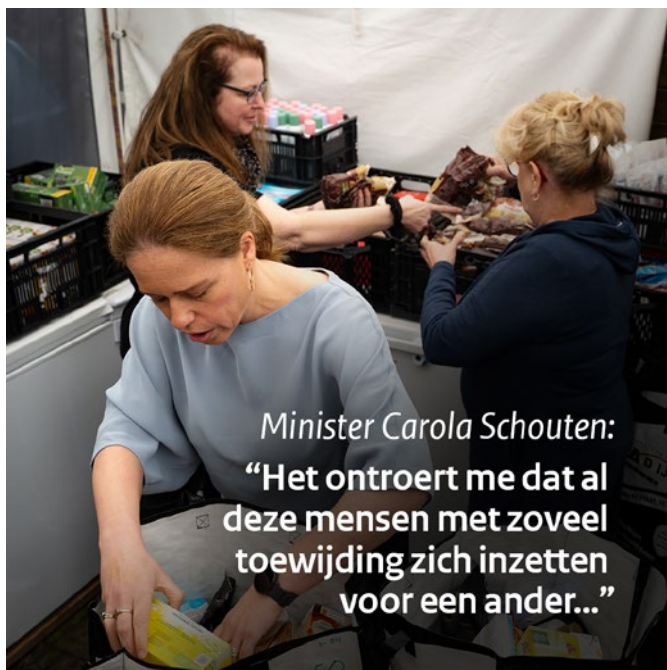 Minister Carola Schouten:
“Het ontroert me dat al
deze mensen met zoveel
toewijding zich inzetten
voor een ander...”